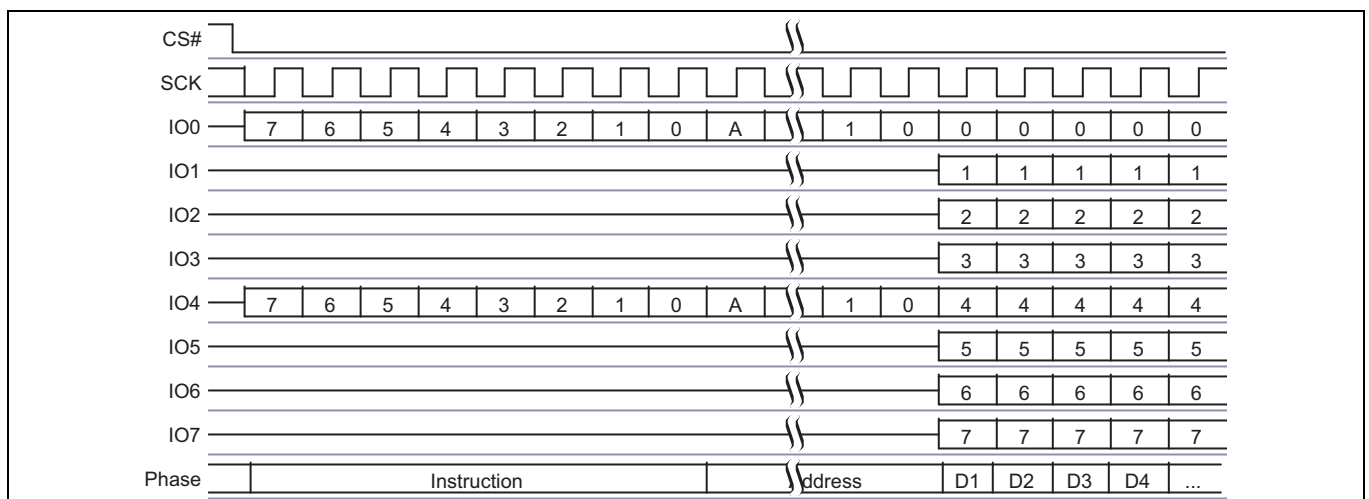 CS#
SCK
IO0 7 6 5 4 3 2 1 0 A 1 0 0 0 0 0 0
IO1 1 1 1 1 1
IO2 2 2 2 2 2
IO3 3 3 3 3 3
IO4 7 6 5 4 3 2 1 0 A 1 0 4 4 4 4 4
IO5 5 5 5 5 5
IO6 6 6 6 6 6
IO7 7 7 7 7 7
Phase Instruction Address D1 D2 D3 D4 ...